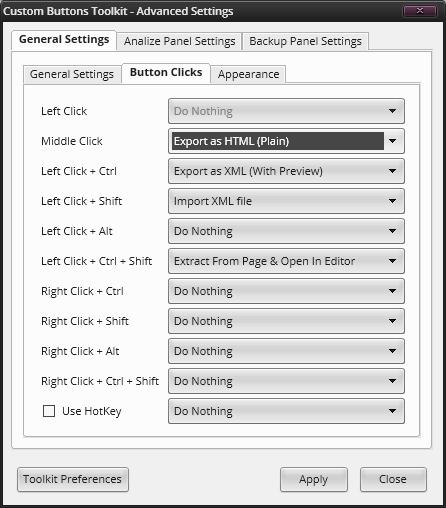 Custom Buttons Toolkit - Advanced Settings
General Settings Analize Panel Settings Backup Panel Settings
General Settings Button Clicks Appearance
Left Click Do Nothing
Middle Click Export as HTML (Plain)
Left Click + Ctrl Export as XML (With Preview)
Left Click + Shift Import XML file
Left Click + Alt Do Nothing
Left Click + Ctrl + Shift Extract From Page & Open In Editor
Right Click + Ctrl Do Nothing
Right Click + Shift Do Nothing
Right Click + Alt Do Nothing
Right Click + Ctrl + Shift Do Nothing
Use HotKey Do Nothing
Toolkit Preferences Apply Close